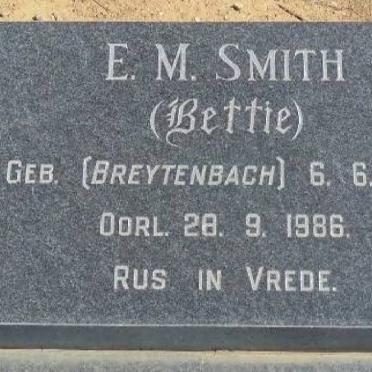 E. M. SMITH
(Bettie)
GEB. (BREYTENBACH) 6. 6.
OORL. 28. 9. 1986.
RUS IN VREDE.